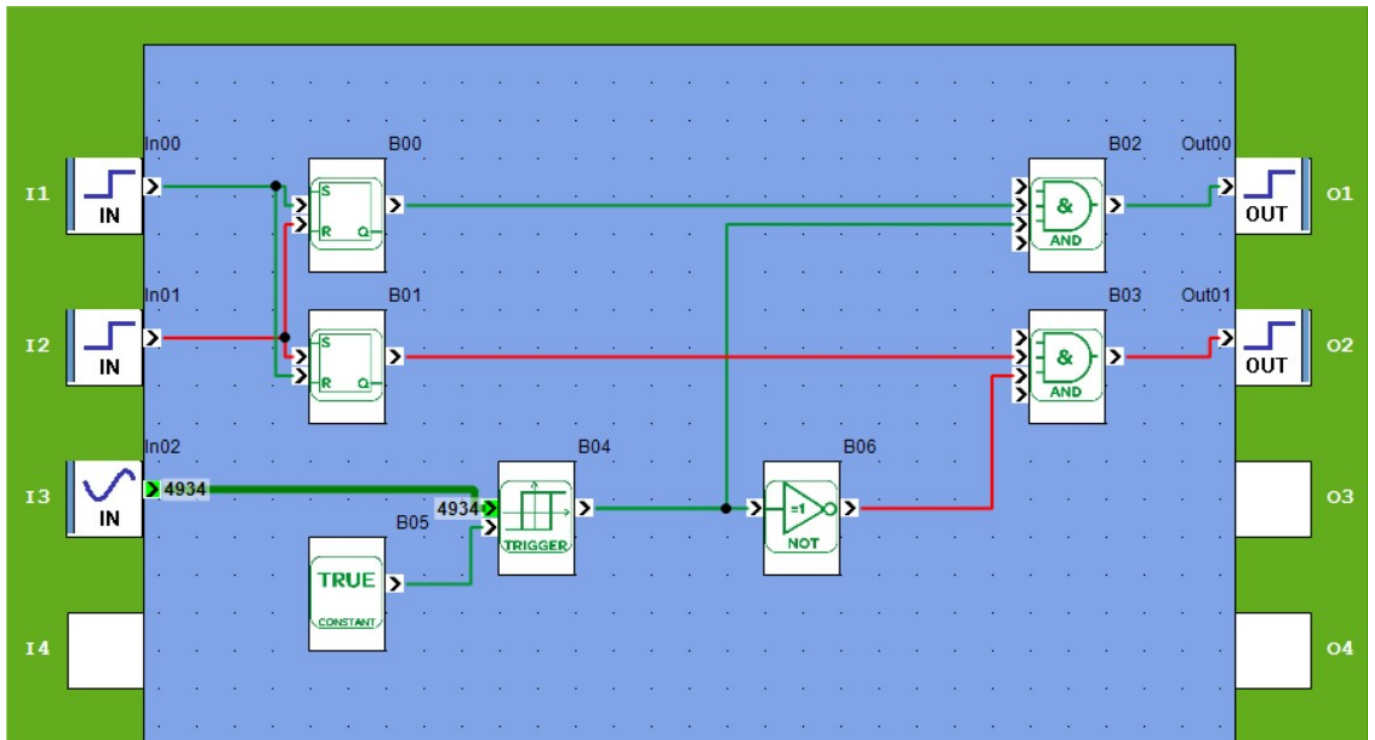 In00
B00
B02
Out00
I1
IN
S
R
Q
&
AND
OUT
O1
In01
B01
B03
Out01
I2
IN
S
R
Q
&
AND
OUT
O2
In02
B04
B06
I3
IN
4934
4934
TRIGGER
=1
NOT
O3
B05
TRUE
CONSTANT
I4
O4